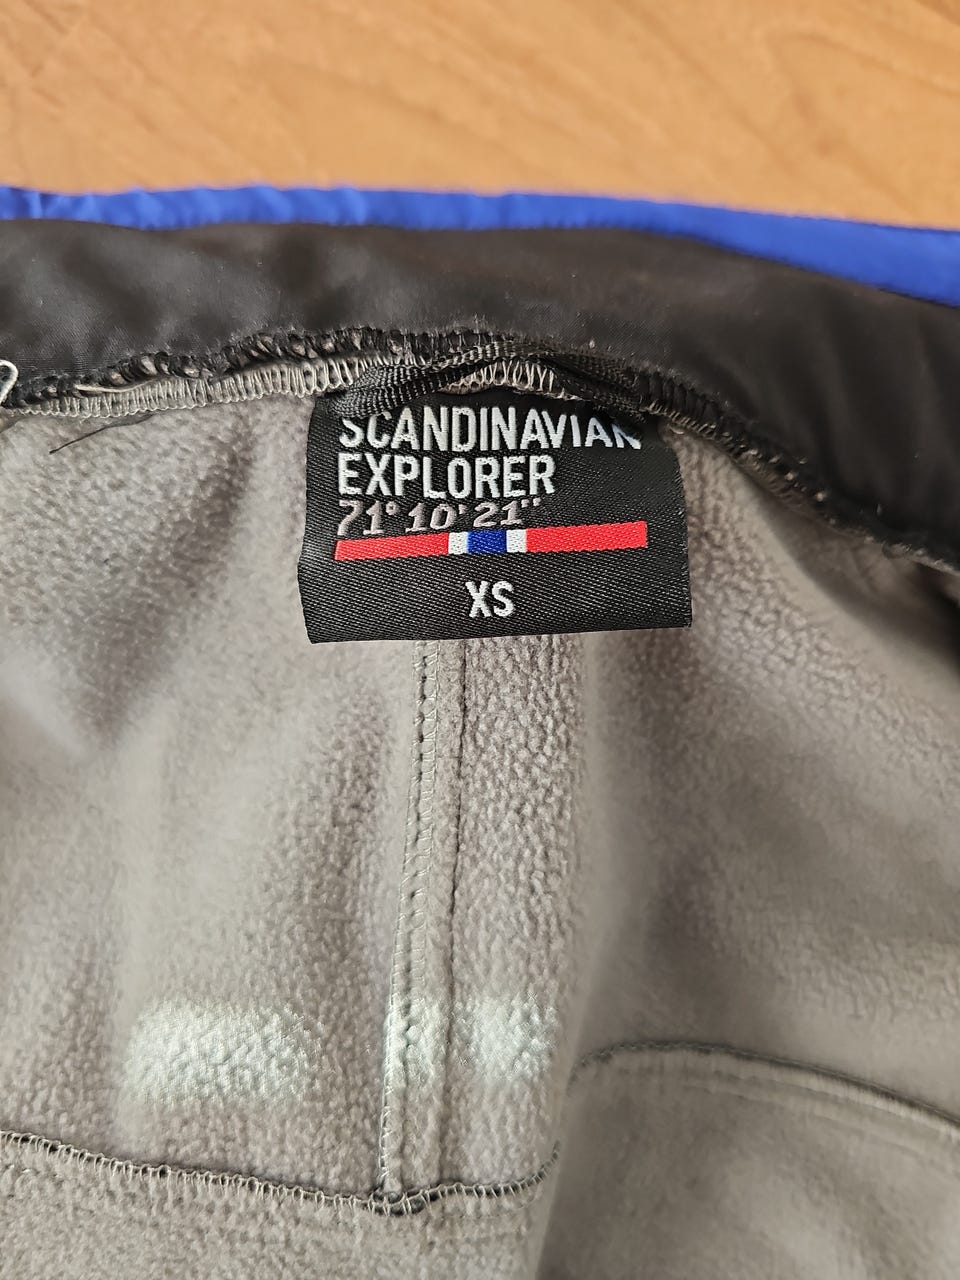 SCANDINAVIAN
EXPLORER
71° 10' 21"
XS